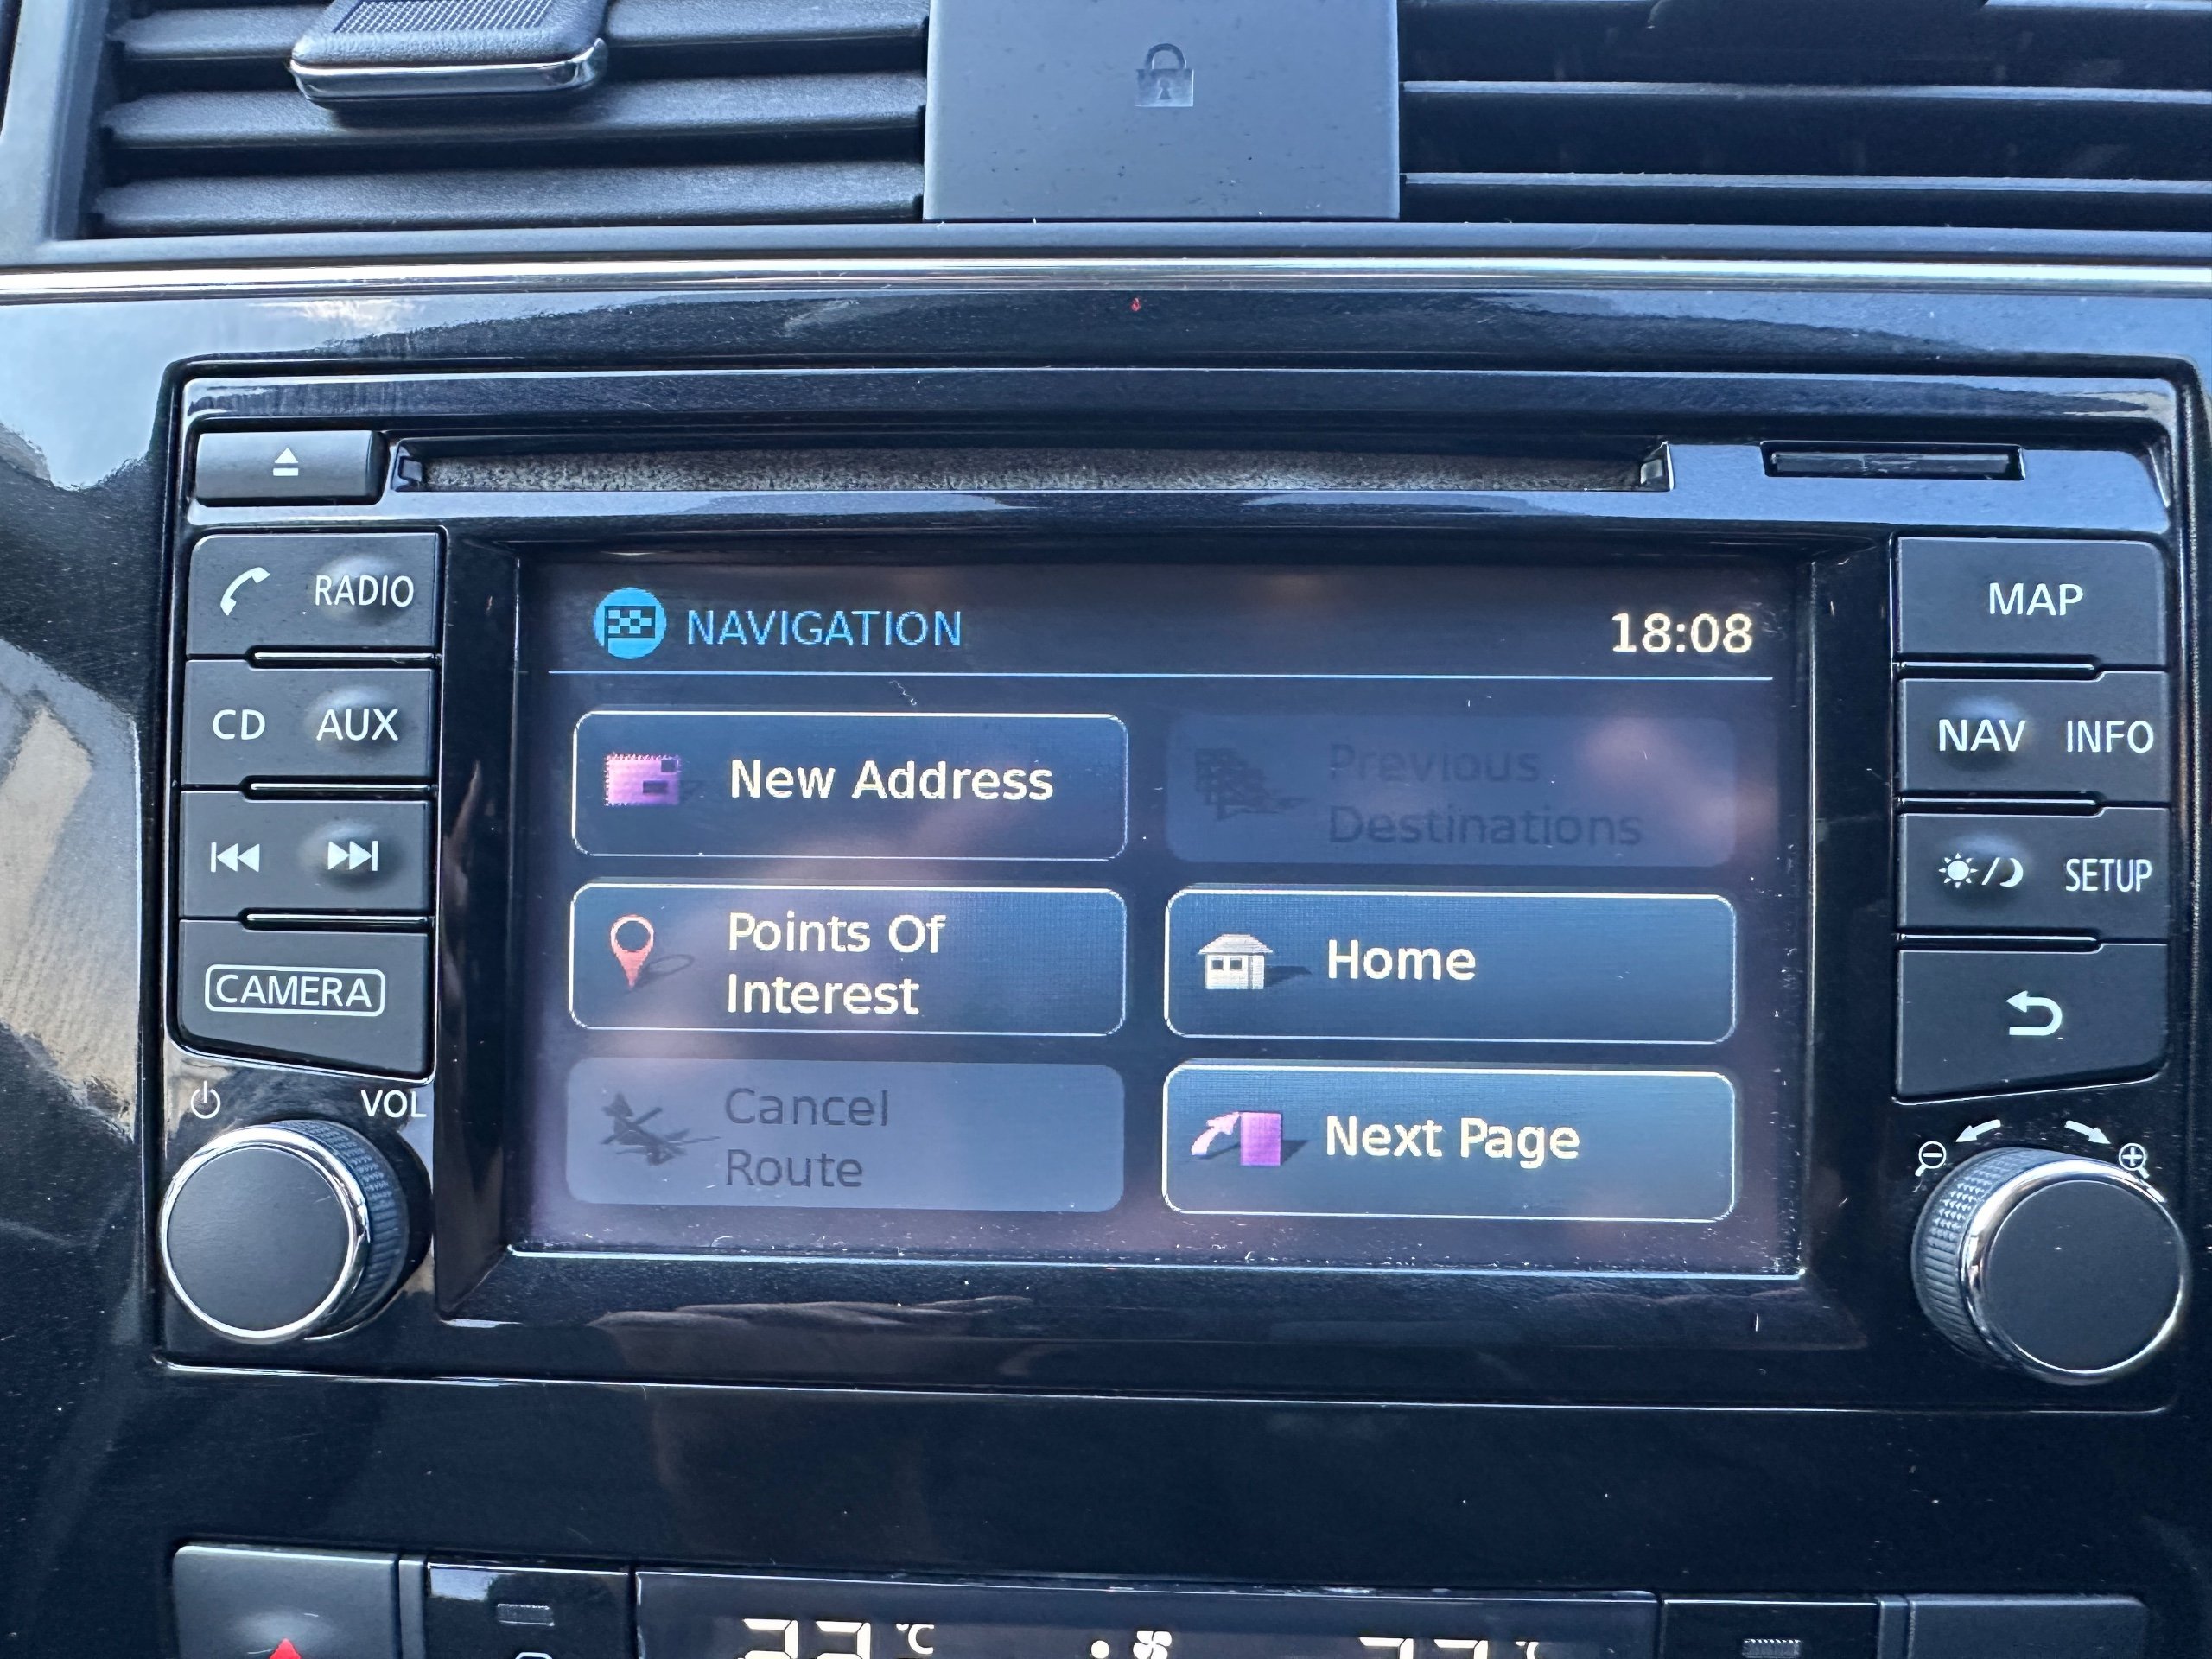 RADIO
CD AUX
CAMERA
VOL
NAVIGATION
18:08
New Address
Previous
Destinations
Points Of
Interest
Home
Cancel
Route
Next Page
MAP
NAV INFO
SETUP
°C